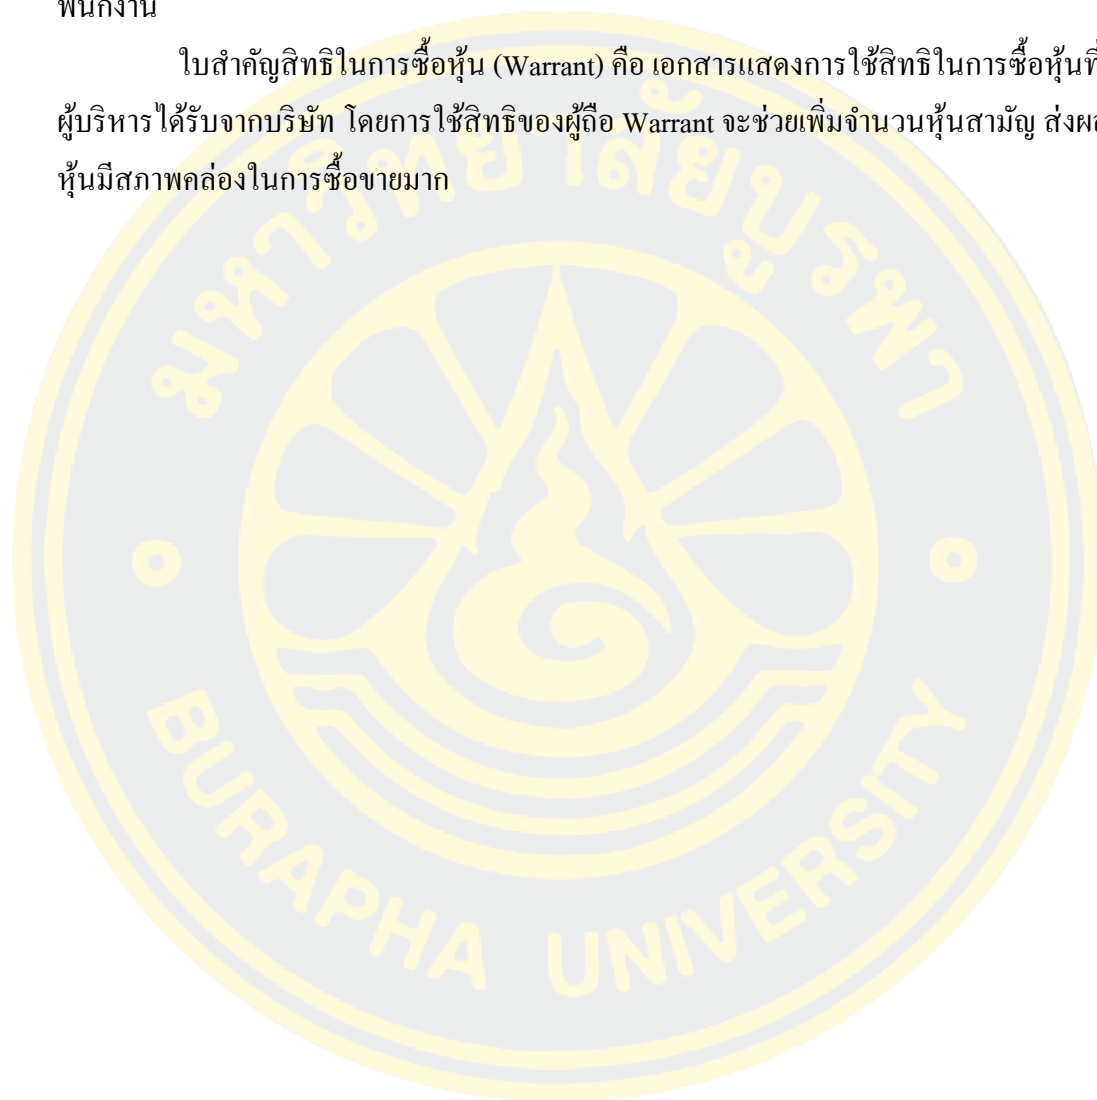 พนักงาน
ใบสำคัญสิทธิในการซื้อหุ้น (Warrant) คือ เอกสารแสดงการใช้สิทธิในการซื้อหุ้นที่
ผู้บริหารได้รับจากบริษัท โดยการใช้สิทธิของผู้ถือ Warrant จะช่วยเพิ่มจำนวนหุ้นสามัญ ส่งผล
หุ้นมีสภาพคล่องในการซื้อขายมาก
มหาวิทยาลัยบูรพา
BURAPHA UNIVERSITY